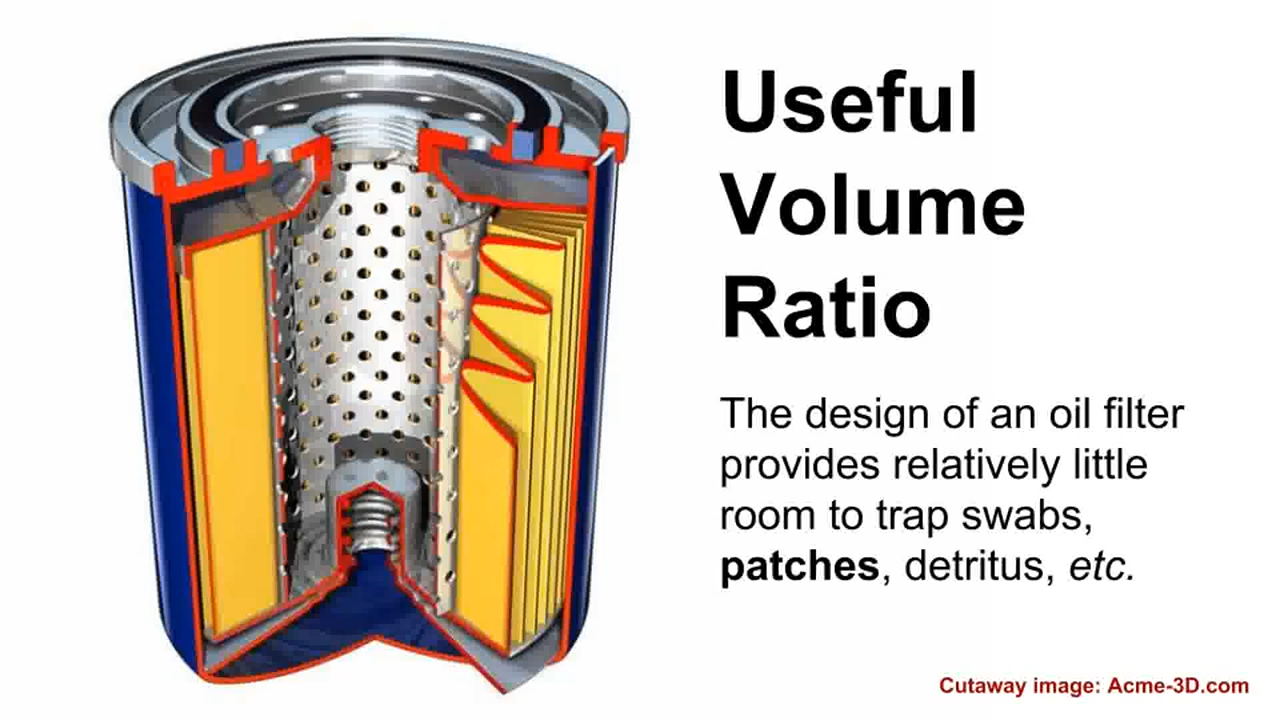 Useful
Volume
Ratio
The design of an oil filter
provides relatively little
room to trap swabs,
patches, detritus, etc.
Cutaway image: Acme-3D.com